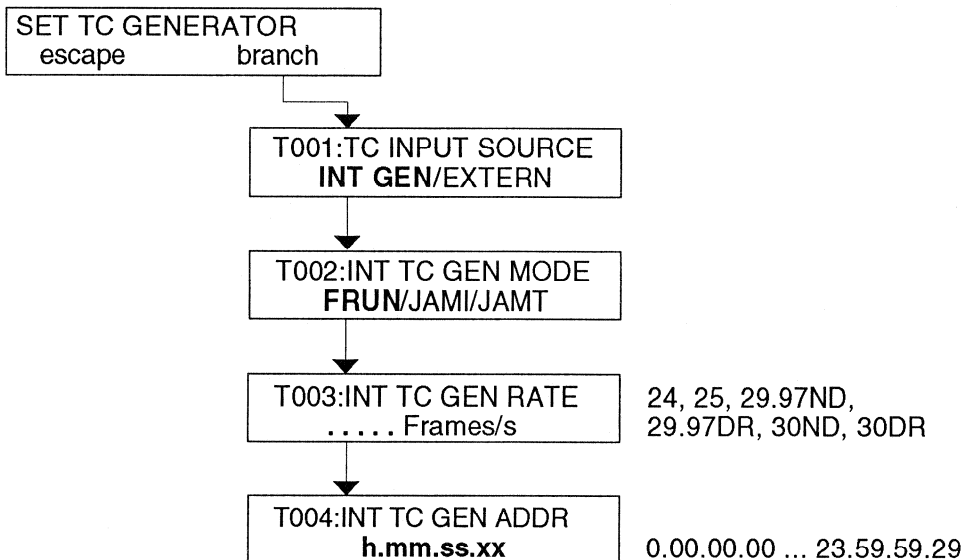 SET TC GENERATOR
escape branch
T001:TC INPUT SOURCE
INT GEN/EXTERN
T002:INT TC GEN MODE
FRUN/JAMI/JAMT
T003:INT TC GEN RATE
. . . . . Frames/s
24, 25, 29.97ND,
29.97DR, 30ND, 30DR
T004:INT TC GEN ADDR
h.mm.ss.xx
0.00.00.00 ... 23.59.59.29